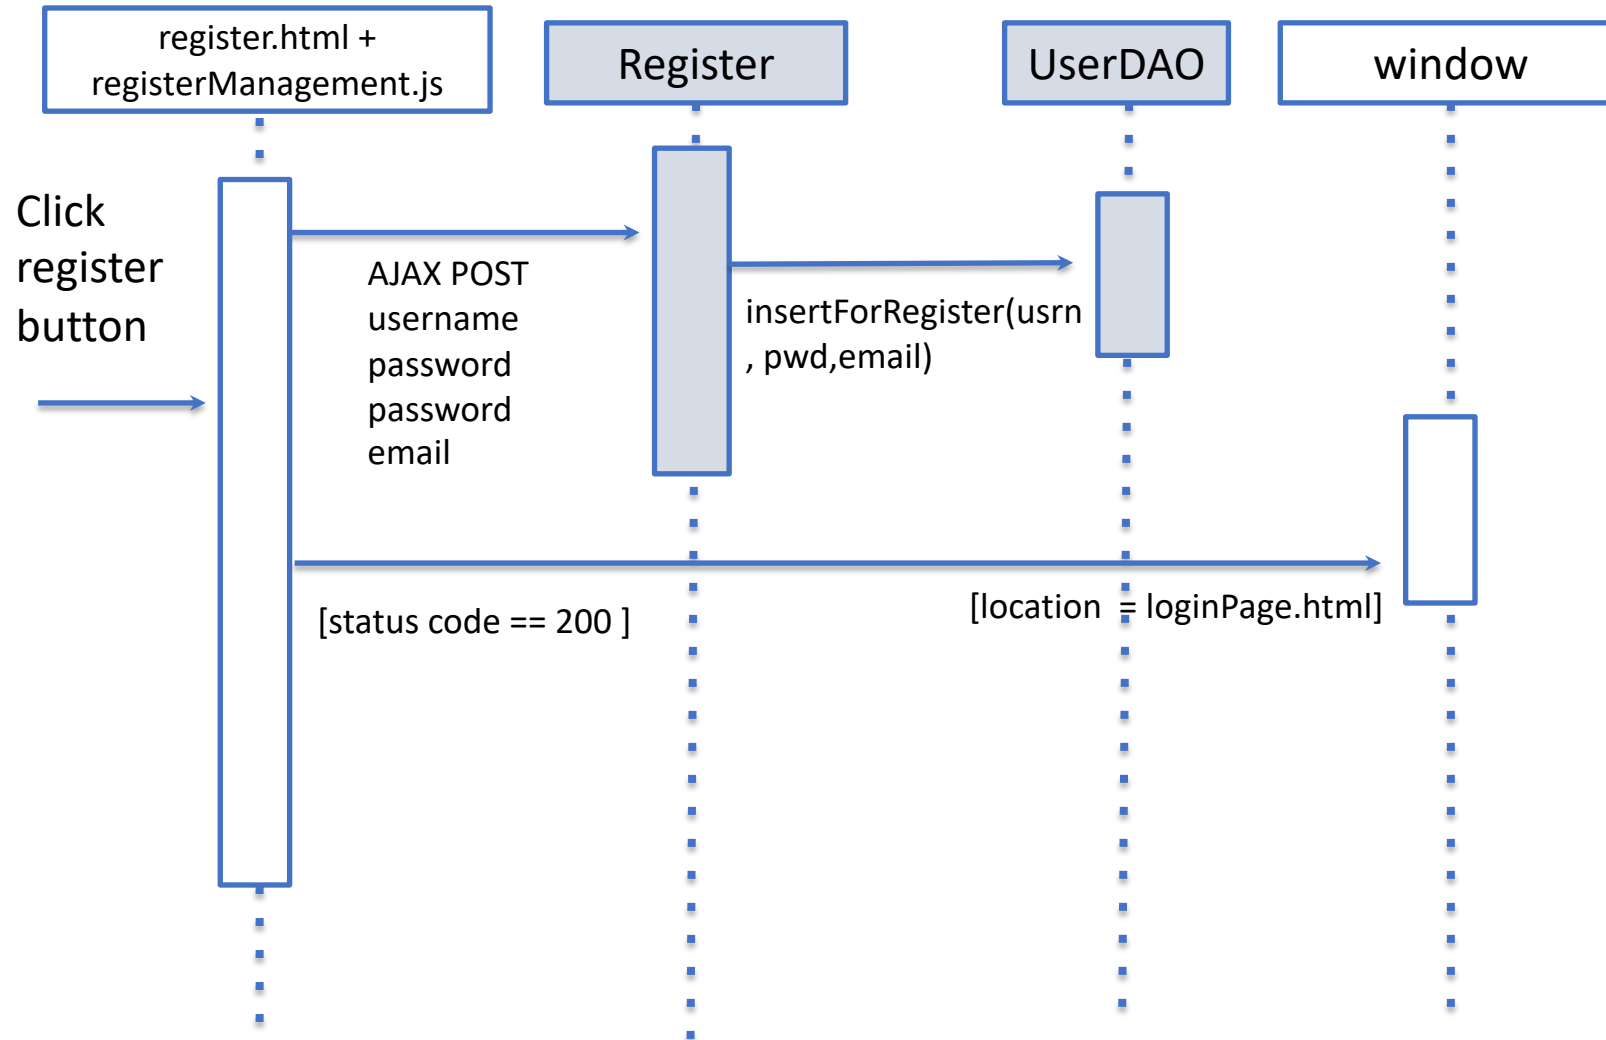 register.html +
registerManagement.js
Register
UserDAO
window
Click
register
button
AJAX POST
username
password
password
email
insertForRegister(usrn
, pwd,email)
[status code == 200 ]
[location  = loginPage.html]